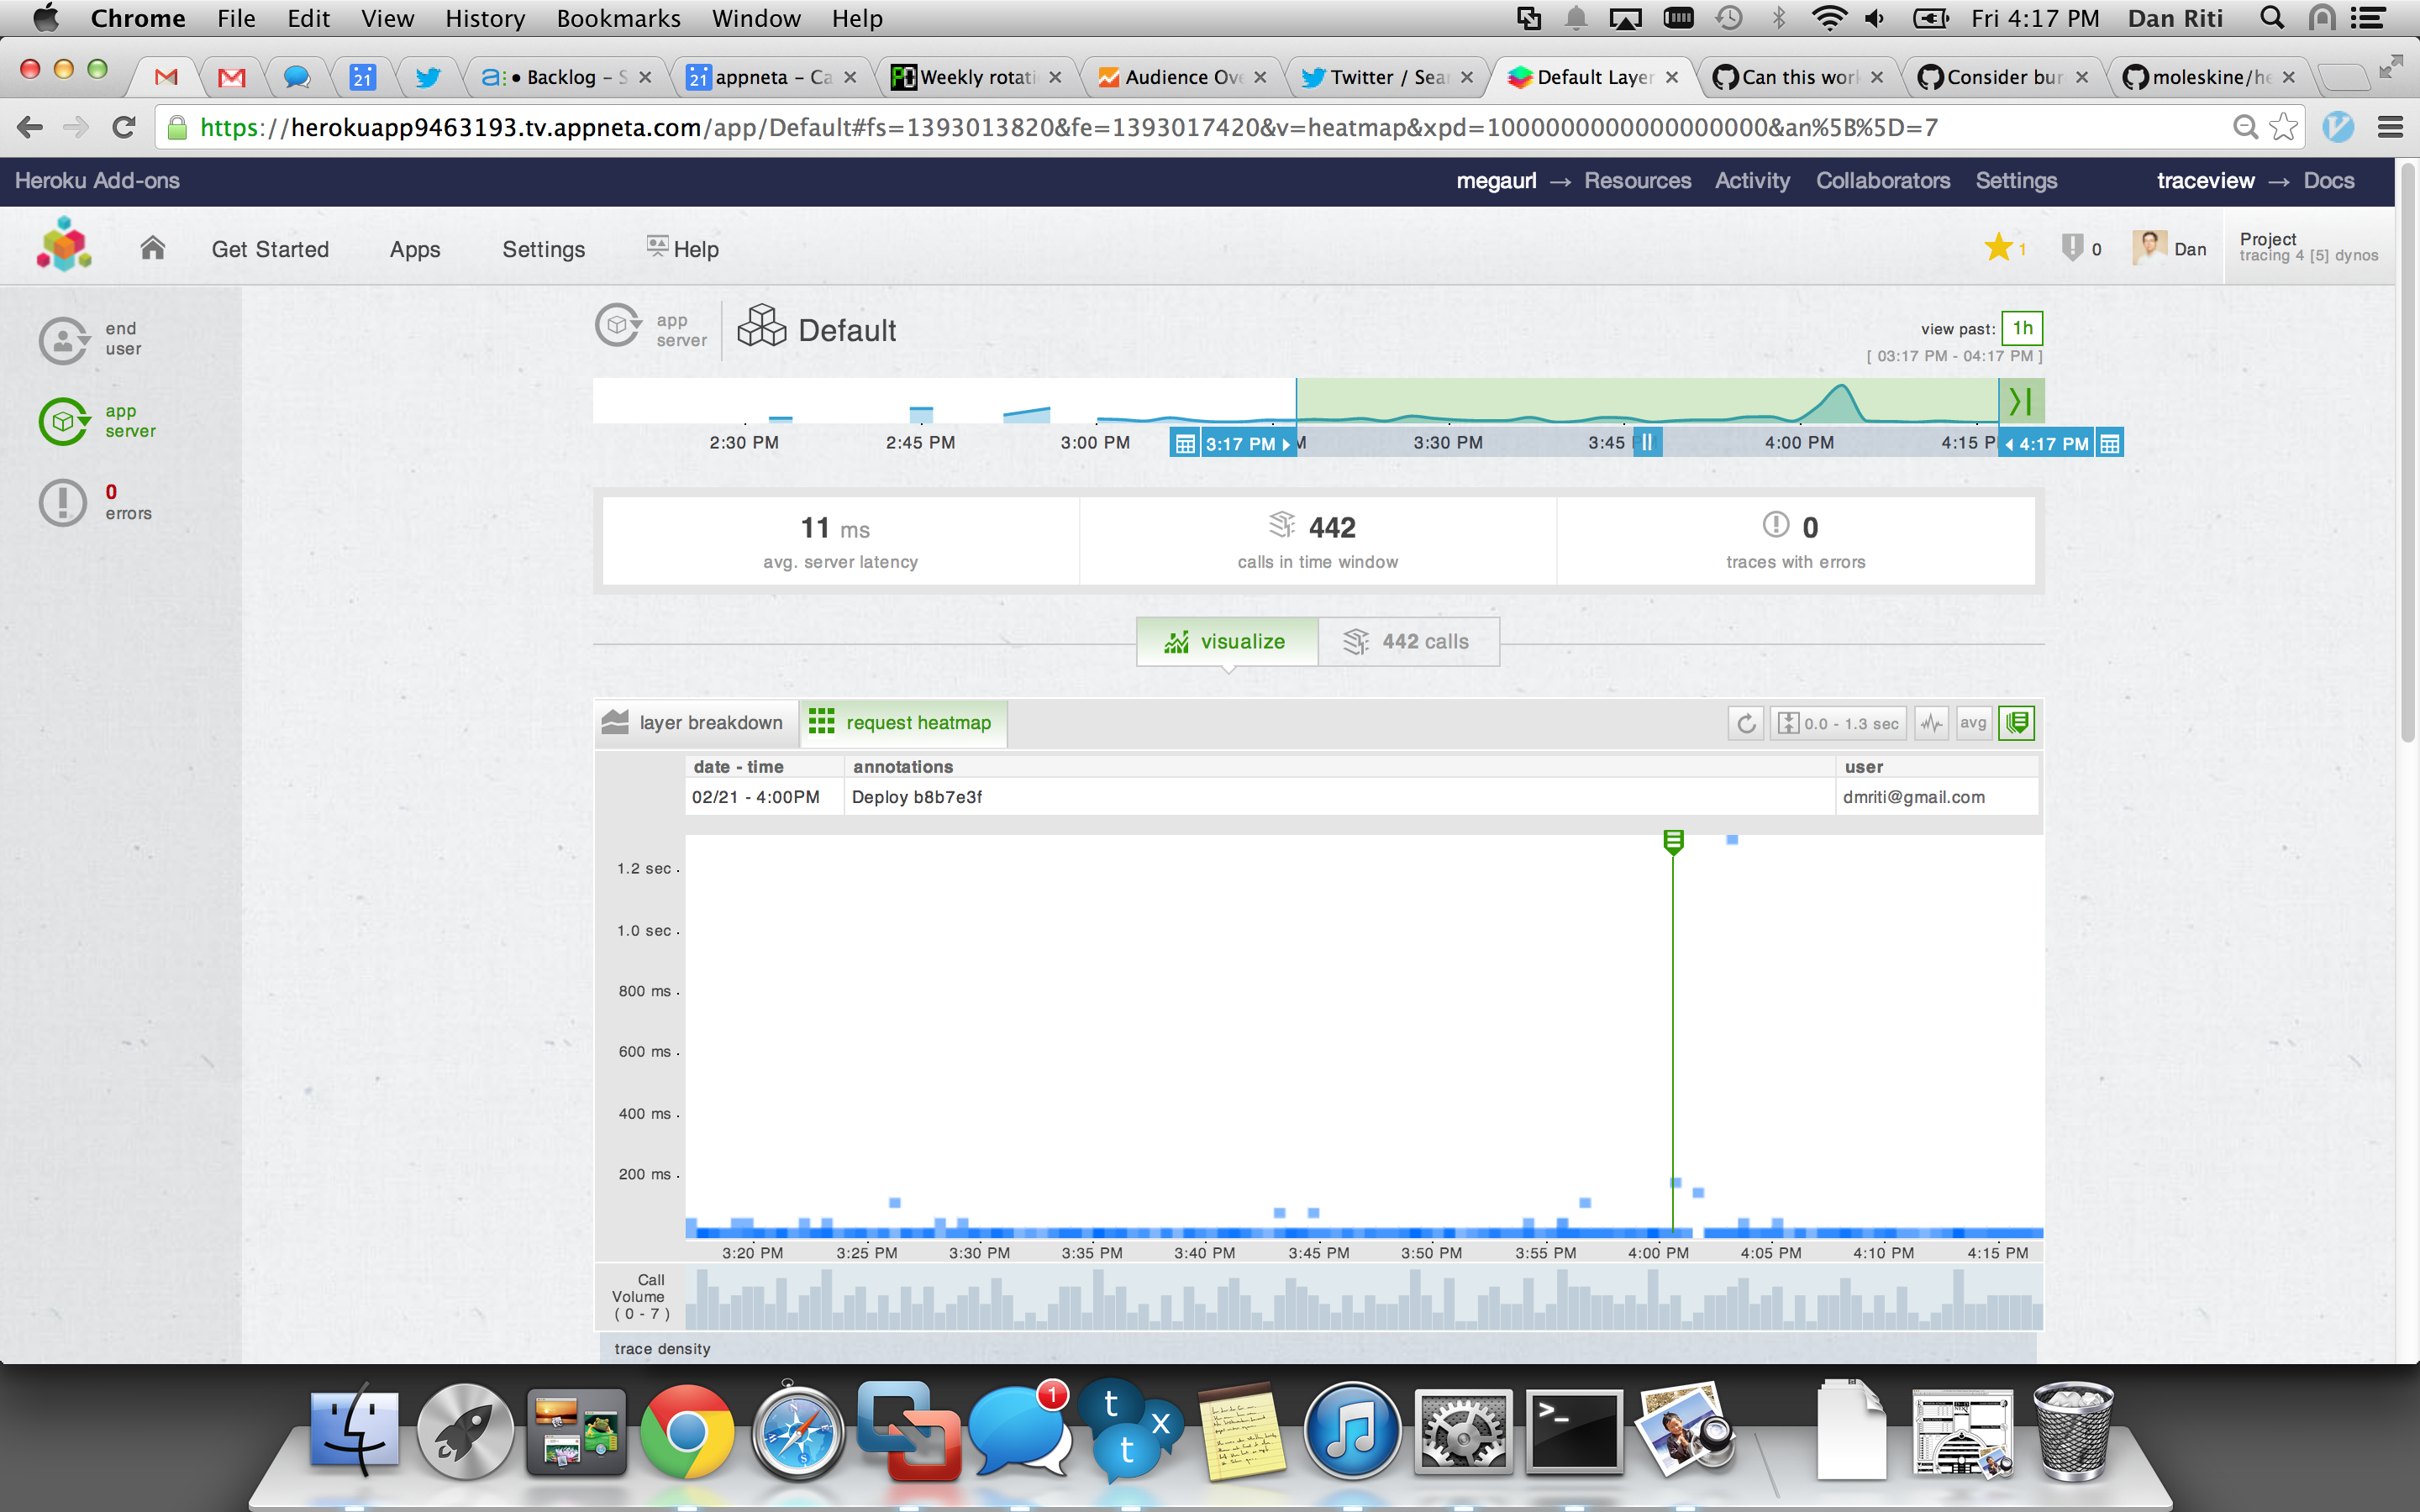 Chrome File Edit View History Bookmarks Window Help Fri 4:17 PM Dan Riti
21 a: • Backlog – S 21 appneta – Ca Weekly rotati Audience Ov Twitter / Sear Default Layer Can this work Consider bur moleskine/he
https://herokuapp9463193.tv.appneta.com/app/Default#fs=1393013820&fe=1393017420&v=heatmap&xpd=1000000000000000000&an%5B%5D=7
Heroku Add-ons megaurl → Resources Activity Collaborators Settings traceview → Docs
Get Started Apps Settings Help 1 0 Dan
Project
tracing 4 [5] dynos
end
user
app
server
0
errors
app
server
Default
view past: 1h
[ 03:17 PM - 04:17 PM ]
2:30 PM 2:45 PM 3:00 PM 3:17 PM 3:30 PM 3:45 4:00 PM 4:15 P 4:17 PM
11 ms 442 0
avg. server latency calls in time window traces with errors
visualize 442 calls
layer breakdown request heatmap 0.0 - 1.3 sec avg
date - time annotations user
02/21 - 4:00PM Deploy b8b7e3f dmriti@gmail.com
1.2 sec
1.0 sec
800 ms
600 ms
400 ms
200 ms
3:20 PM 3:25 PM 3:30 PM 3:35 PM 3:40 PM 3:45 PM 3:50 PM 3:55 PM 4:00 PM 4:05 PM 4:10 PM 4:15 PM
Call
Volume
( 0 - 7 )
trace density
1
t x
t
>_